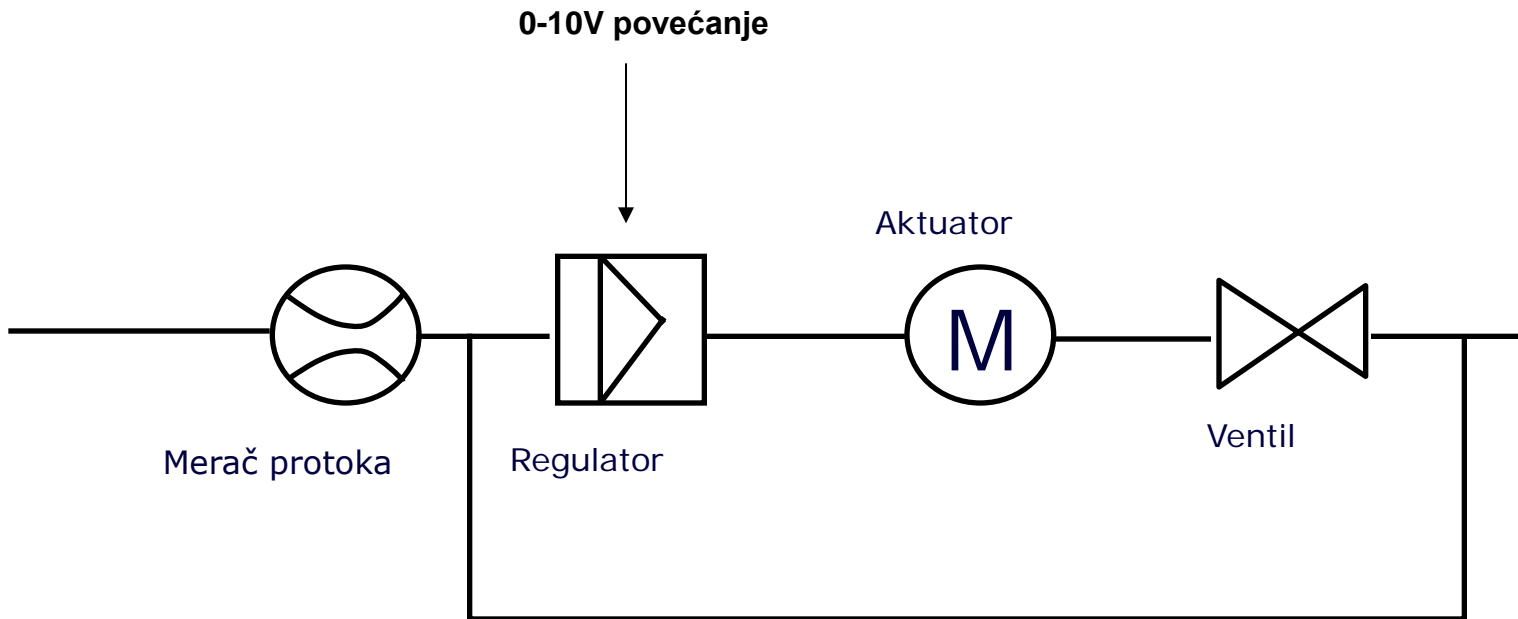 0-10V povećanje
Aktuator
M
Ventil
Merač protoka
Regulator